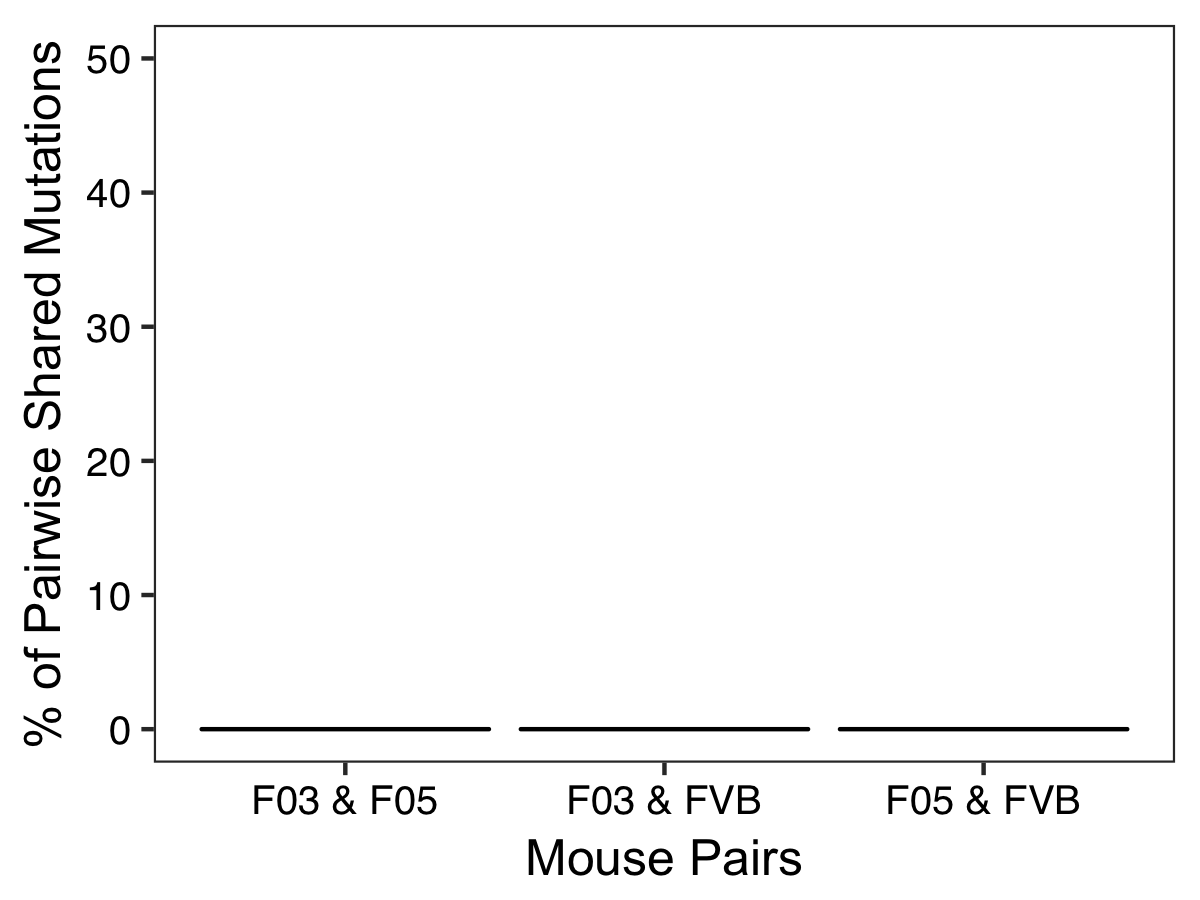 % of Pairwise Shared Mutations
50
40
30
20
10
0
F03 & F05
F03 & FVB
F05 & FVB
Mouse Pairs